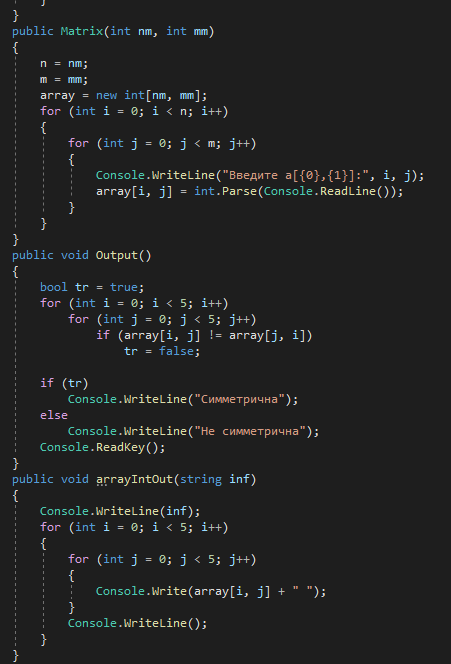 }
public Matrix(int nm, int mm)
{
n = nm;
m = mm;
array = new int[nm, mm];
for (int i = 0; i < n; i++)
{
for (int j = 0; j < m; j++)
{
Console.WriteLine("Введите a[{0},{1}]:", i, j);
array[i, j] = int.Parse(Console.ReadLine());
}
}
}
public void Output()
{
bool tr = true;
for (int i = 0; i < 5; i++)
for (int j = 0; j < 5; j++)
if (array[i, j] != array[j, i])
tr = false;
if (tr)
Console.WriteLine("Симметрична");
else
Console.WriteLine("Не симметрична");
Console.ReadKey();
}
public void arrayIntOut(string inf)
{
Console.WriteLine(inf);
for (int i = 0; i < 5; i++)
{
for (int j = 0; j < 5; j++)
{
Console.Write(array[i, j] + " ");
}
Console.WriteLine();
}
}